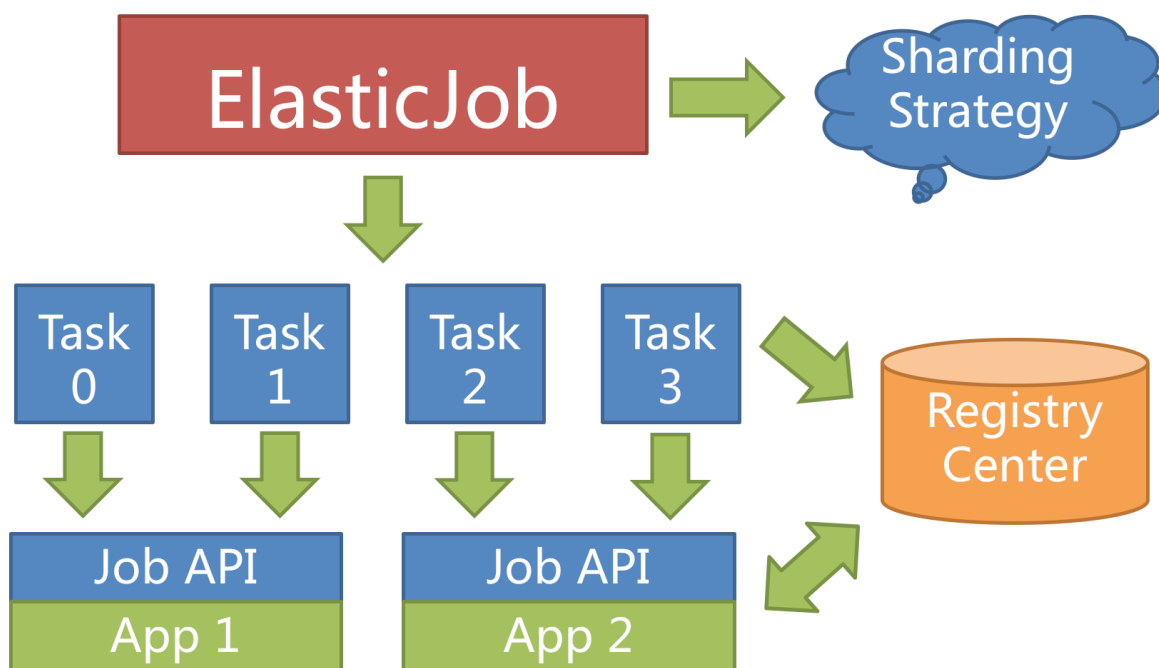 ElasticJob
Sharding
Strategy
Task
0
Task
1
Task
2
Task
3
Registry
Center
Job API
App 1
Job API
App 2